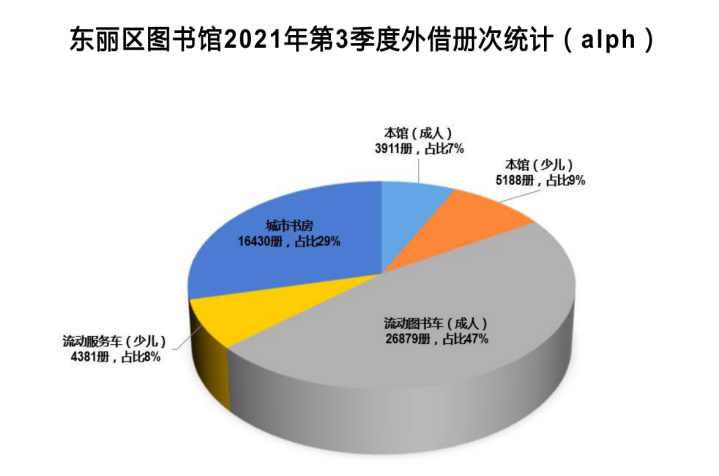 东丽区图书馆2021年第3季度外借册次统计（alph）
本馆（成人）
3911册，占比7%
本馆（少儿）
5188册，占比9%
城市书房
16430册，占比29%
流动图书车（成人）
26879册，占比47%
流动服务车（少儿）
4381册，占比8%